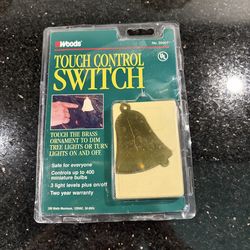 Woods
TOUCH CONTROL
SWITCH
TOUCH THE BRASS
ORNAMENT TO DIM
TREE LIGHTS OR TURN
LIGHTS ON AND OFF
Safe for everyone
Controls up to 400
miniature bulbs
3 light levels plus on/off
Two year warranty